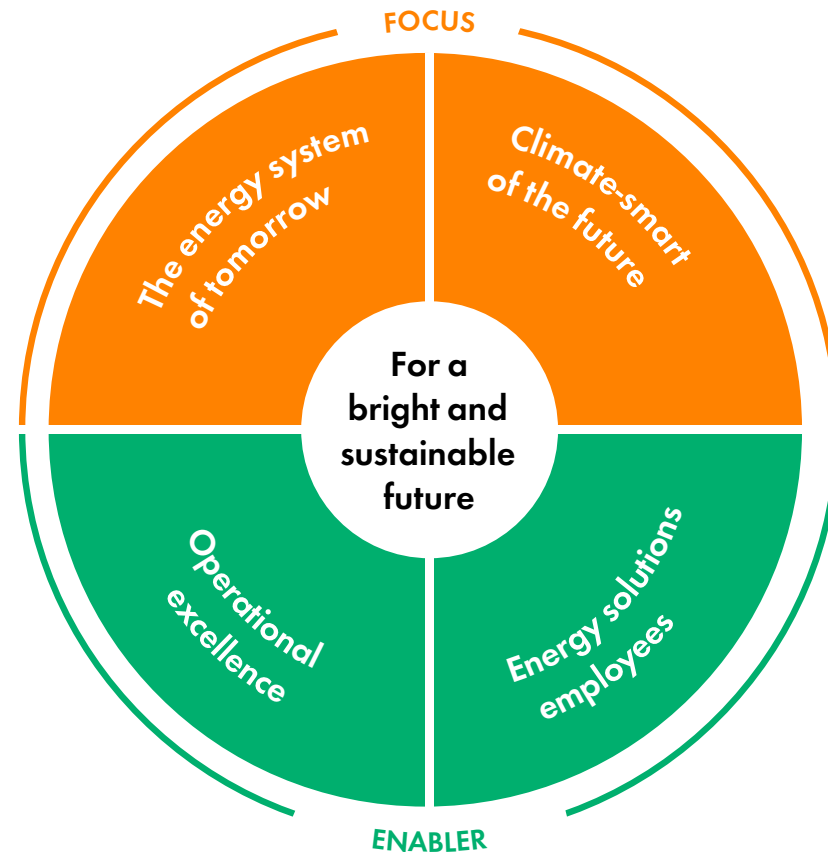 FOCUS
The energy system
of tomorrow
Climate-smart
of the future
For a
bright and
sustainable
future
Operational
excellence
Energy solutions
employees
ENABLER